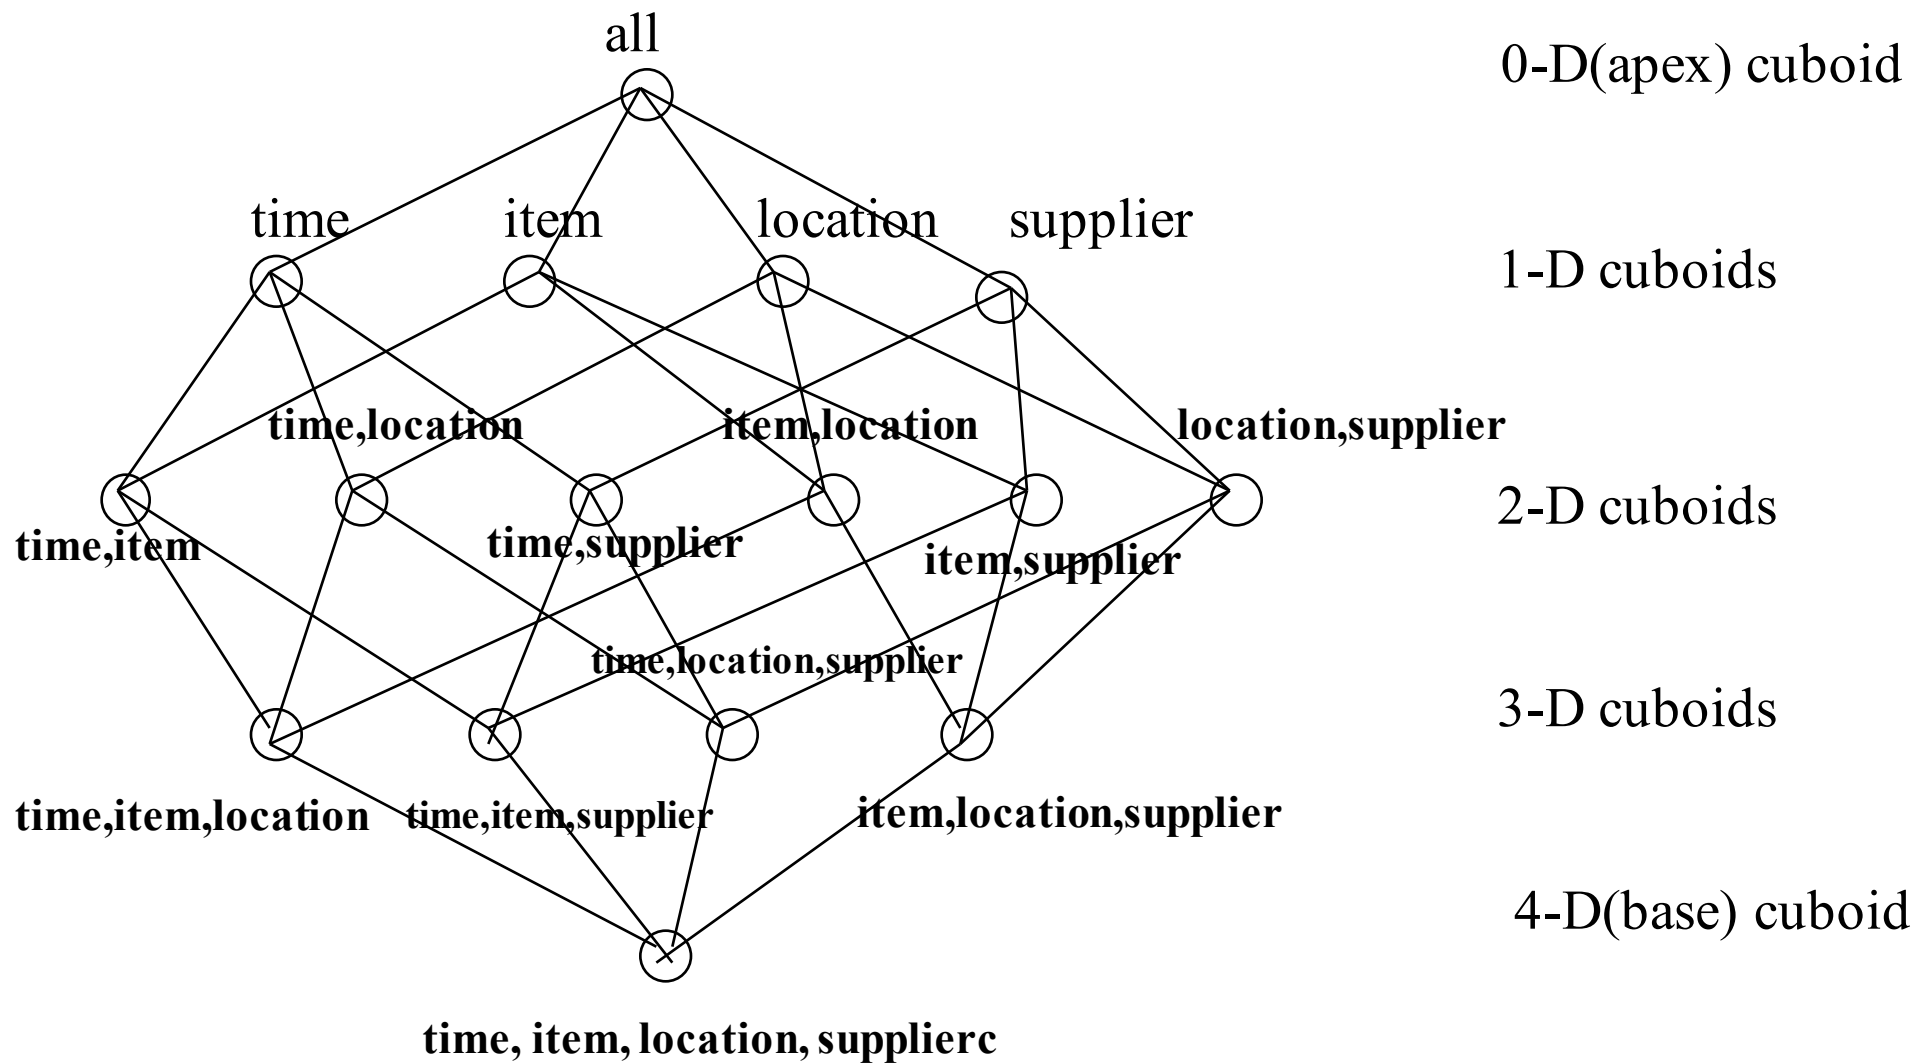 all
0-D(apex) cuboid
time
item
location
supplier
1-D cuboids
time,location
item,location
location,supplier
2-D cuboids
time,item
time,supplier
item,supplier
time,location,supplier
3-D cuboids
time,item,location
time,item,supplier
item,location,supplier
4-D(base) cuboid
time, item, location, supplierc